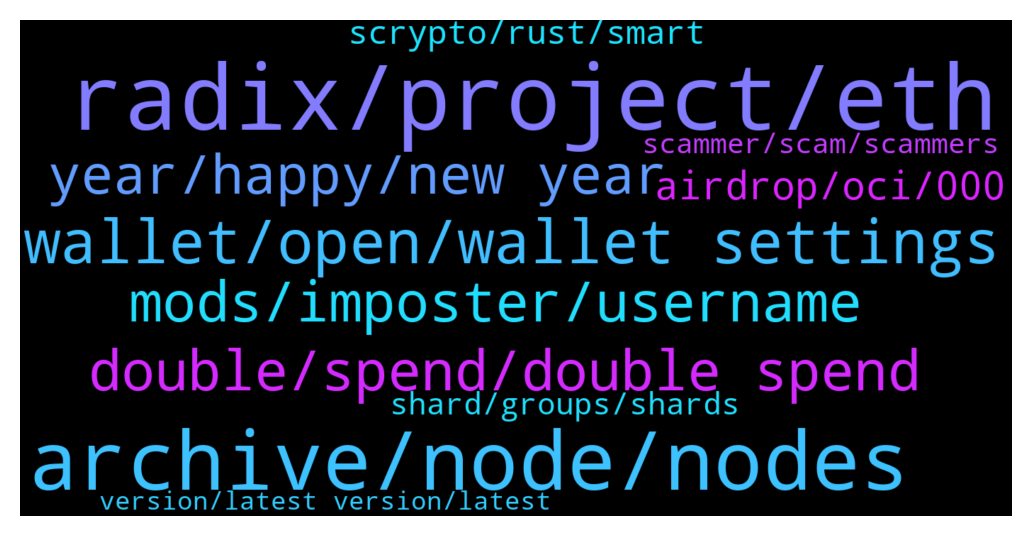 scrypto/rust/smart
radix/project/eth
scammer/scam/scammers
year/happy/new year
airdrop/oci/000
wallet/open/wallet settings
mods/imposter/username
double/spend/double spend
shard/groups/shards
archive/node/nodes
version/latest version/latest